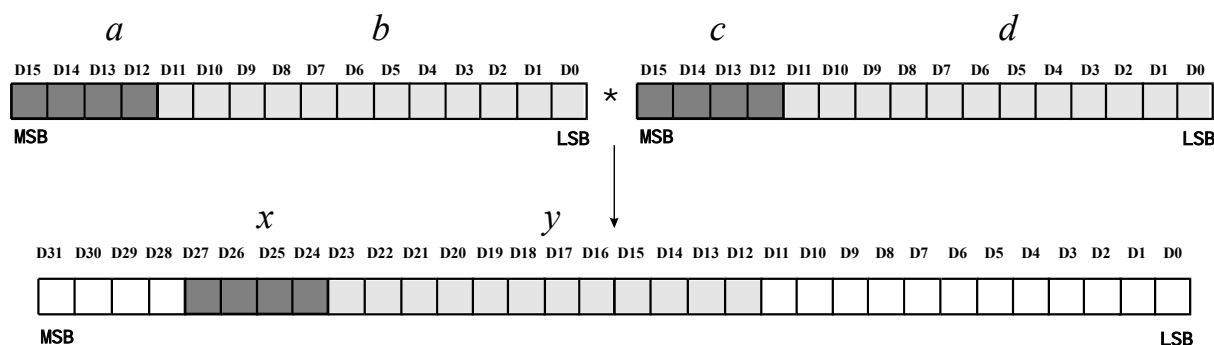 a b c d
D15 D14 D13 D12 D11 D10 D9 D8 D7 D6 D5 D4 D3 D2 D1 D0 * D15 D14 D13 D12 D11 D10 D9 D8 D7 D6 D5 D4 D3 D2 D1 D0
MSB LSB MSB LSB
x y
D31 D30 D29 D28 D27 D26 D25 D24 D23 D22 D21 D20 D19 D18 D17 D16 D15 D14 D13 D12 D11 D10 D9 D8 D7 D6 D5 D4 D3 D2 D1 D0
MSB LSB